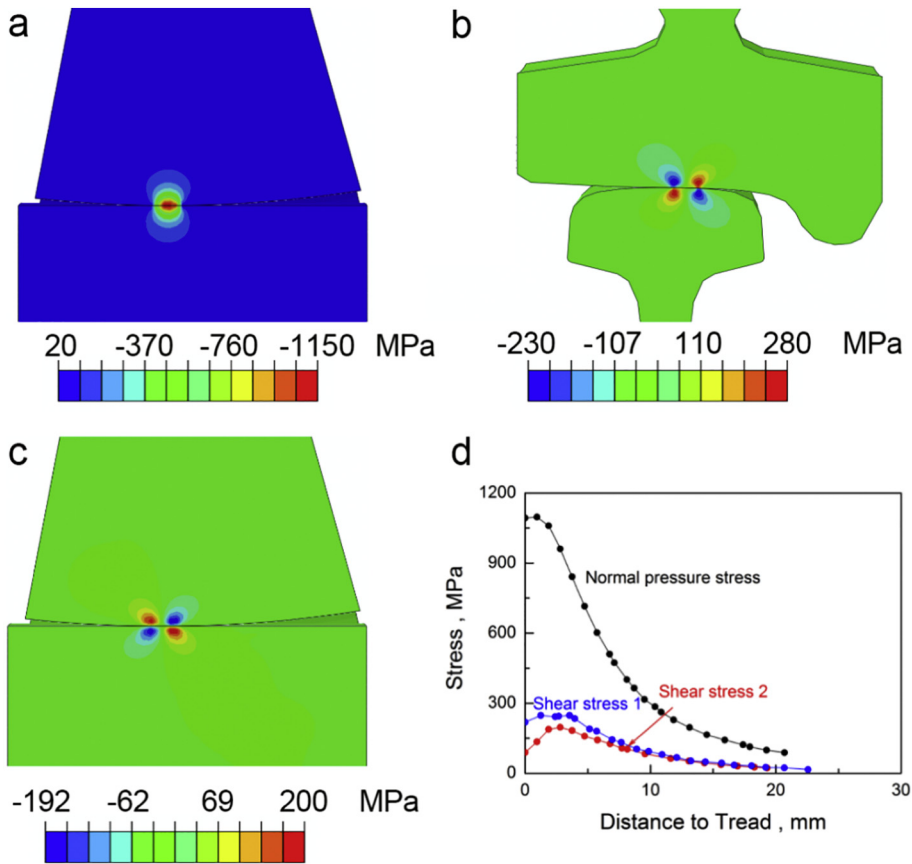 a
b
20 -370 -760 -1150 MPa
-230 -107 110 280 MPa
c
d
-192 -62 69 200 MPa
1200
900
600
300
0
Stress , MPa
Normal pressure stress
Shear stress 2
Shear stress 1
0 10 20 30
Distance to Tread , mm